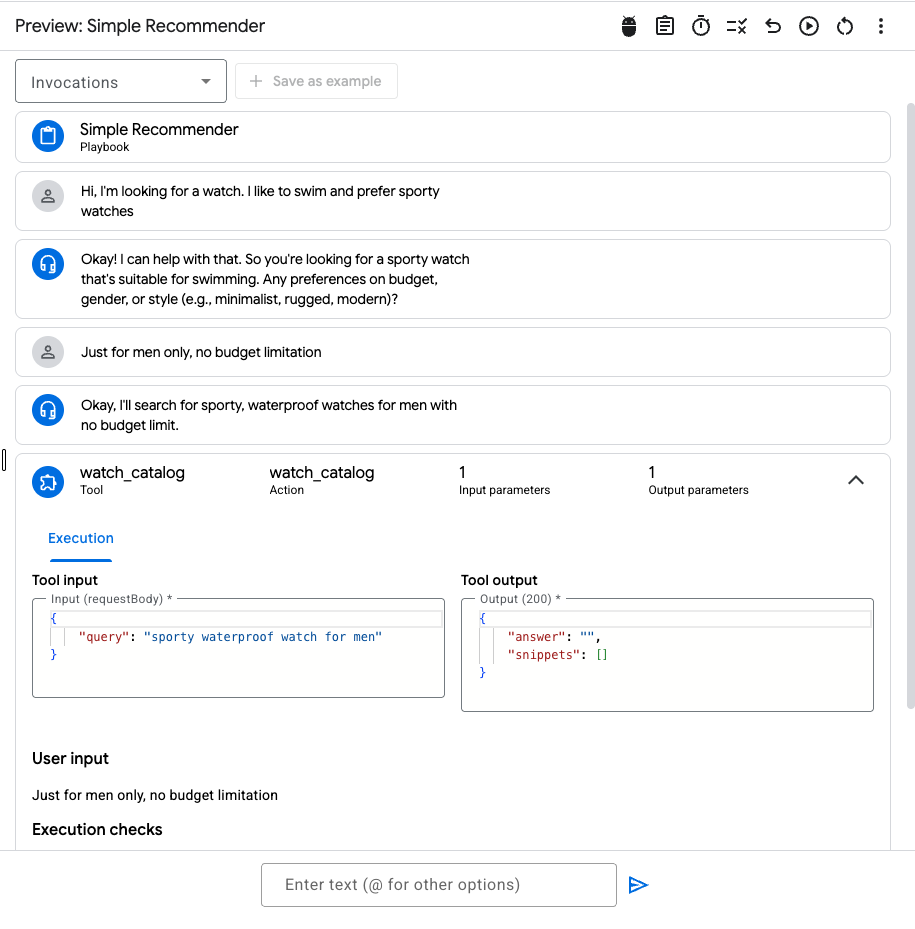 Preview: Simple Recommender
Invocations
Save as example
Simple Recommender
Playbook
Hi, I'm looking for a watch. I like to swim and prefer sporty
watches
Okay! I can help with that. So you're looking for a sporty watch
that's suitable for swimming. Any preferences on budget,
gender, or style (e.g., minimalist, rugged, modern)?
Just for men only, no budget limitation
Okay, I'll search for sporty, waterproof watches for men with
no budget limit.
watch_catalog
Tool
watch_catalog
Action
1
Input parameters
1
Output parameters
Execution
Tool input
Input (requestBody) *
{
"query": "sporty waterproof watch for men"
}
Tool output
Output (200) *
{
"answer": "",
"snippets": []
}
User input
Just for men only, no budget limitation
Execution checks
Enter text (@ for other options)